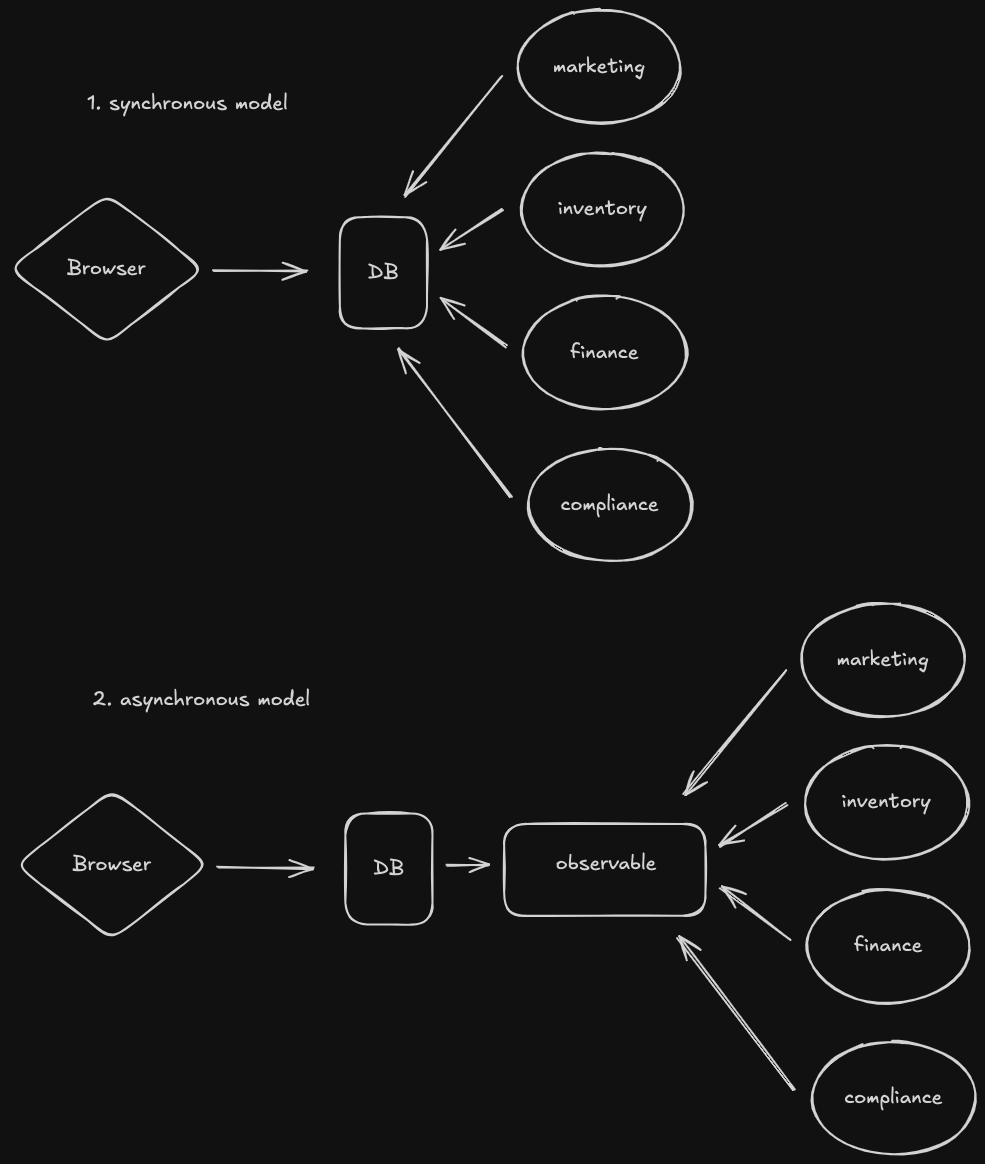 marketing
1. synchronous model
inventory
Browser
DB
finance
compliance
marketing
2. asynchronous model
inventory
Browser
DB
observable
finance
compliance